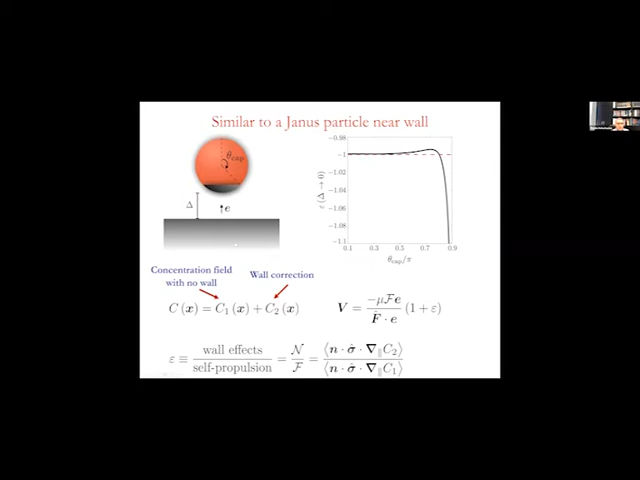 Similar to a Janus particle near wall
θcap
Δ
e
ε (Δ → 0)
−0.98
−1
−1.02
−1.04
−1.06
−1.08
−1.1
0.1 0.3 0.5 0.7 0.9
θcap/π
Concentration field
with no wall
Wall correction
C (x) = C₁ (x) + C₂ (x)
V = −μℱe / F̂ · e (1 + ε)
ε ≡ wall effects / self-propulsion = 𝒩 / ℱ = ⟨n · σ̂ · ∇∥C₂⟩ / ⟨n · σ̂ · ∇∥C₁⟩